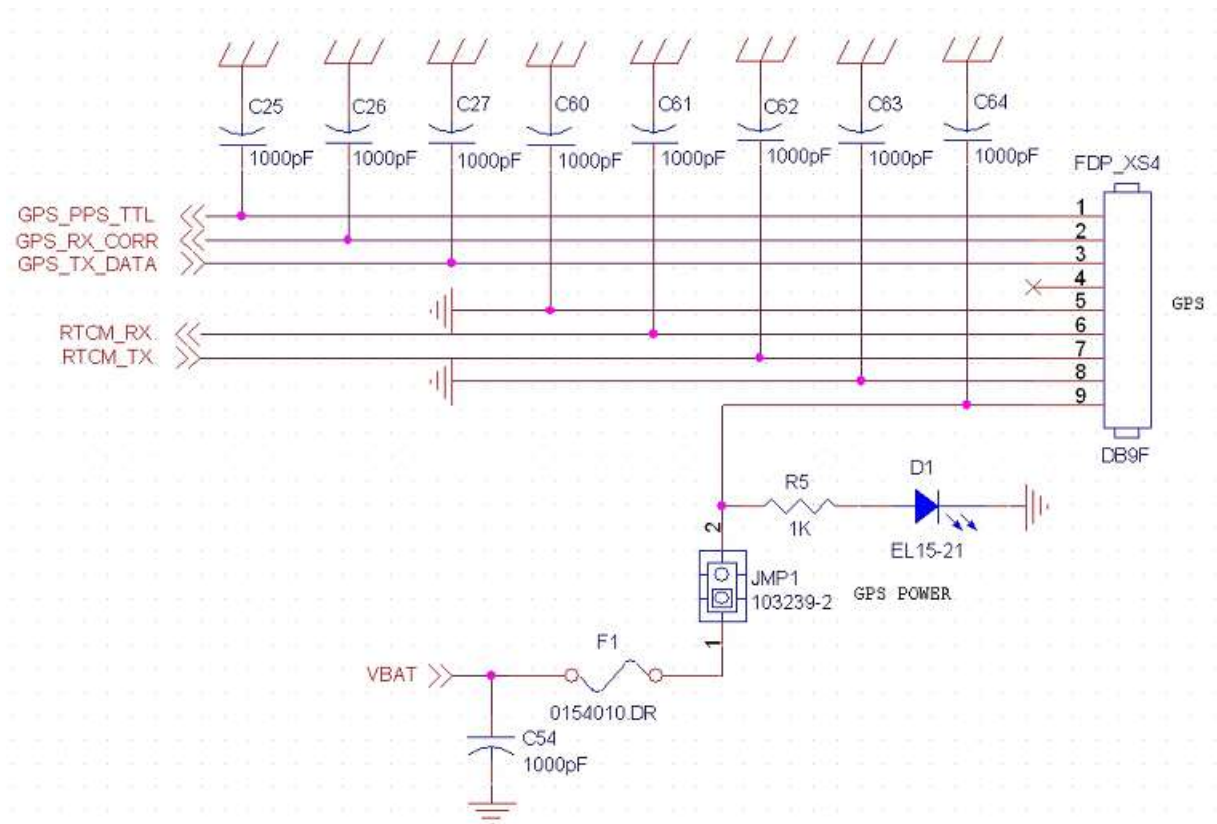 C25
C26
C27
C60
C61
C62
C63
C64
1000pF
1000pF
1000pF
1000pF
1000pF
1000pF
1000pF
1000pF
FDP_XS4
GPS_PPS_TTL
1
GPS_RX_CORR
2
GPS_TX_DATA
3
4
5
GPS
RTCM_RX
6
RTCM_TX
7
8
9
DB9F
D1
R5
1K
2
EL15-21
JMP1
103239-2
GPS POWER
1
F1
VBAT
0154010.DR
C54
1000pF